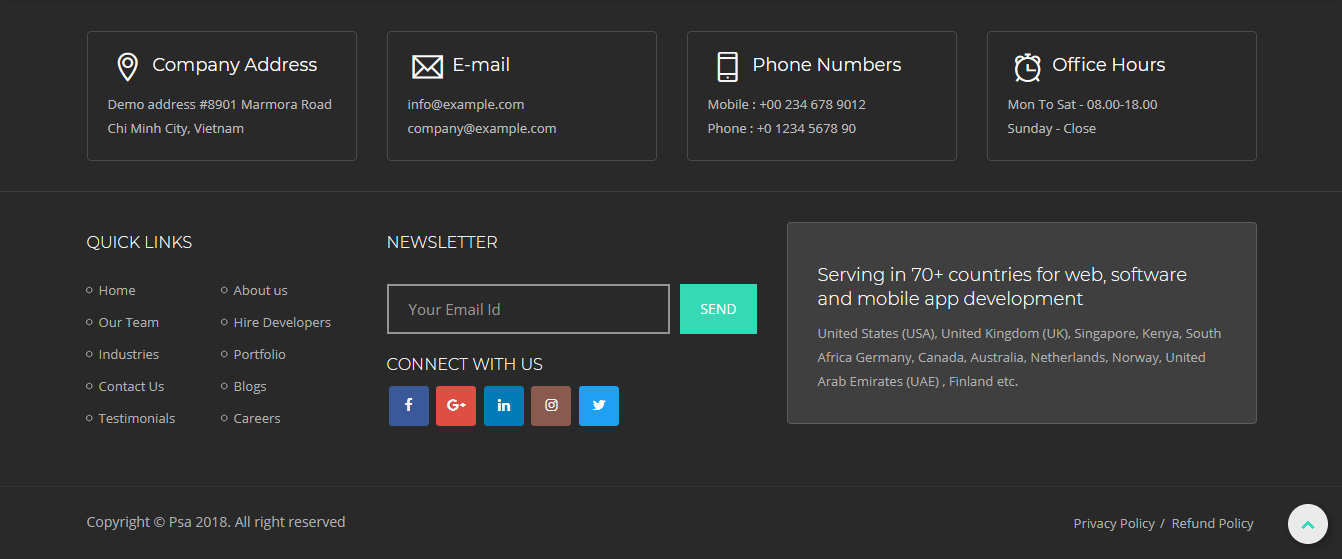 Company Address
Demo address #8901 Marmora Road
Chi Minh City, Vietnam
E-mail
info@example.com
company@example.com
Phone Numbers
Mobile : +00 234 678 9012
Phone : +0 1234 5678 90
Office Hours
Mon To Sat - 08.00-18.00
Sunday - Close
QUICK LINKS
Home
Our Team
Industries
Contact Us
Testimonials
About us
Hire Developers
Portfolio
Blogs
Careers
NEWSLETTER
Your Email Id
SEND
CONNECT WITH US
f
G+
in
Serving in 70+ countries for web, software
and mobile app development
United States (USA), United Kingdom (UK), Singapore, Kenya, South
Africa Germany, Canada, Australia, Netherlands, Norway, United
Arab Emirates (UAE) , Finland etc.
Copyright © Psa 2018. All right reserved
Privacy Policy / Refund Policy